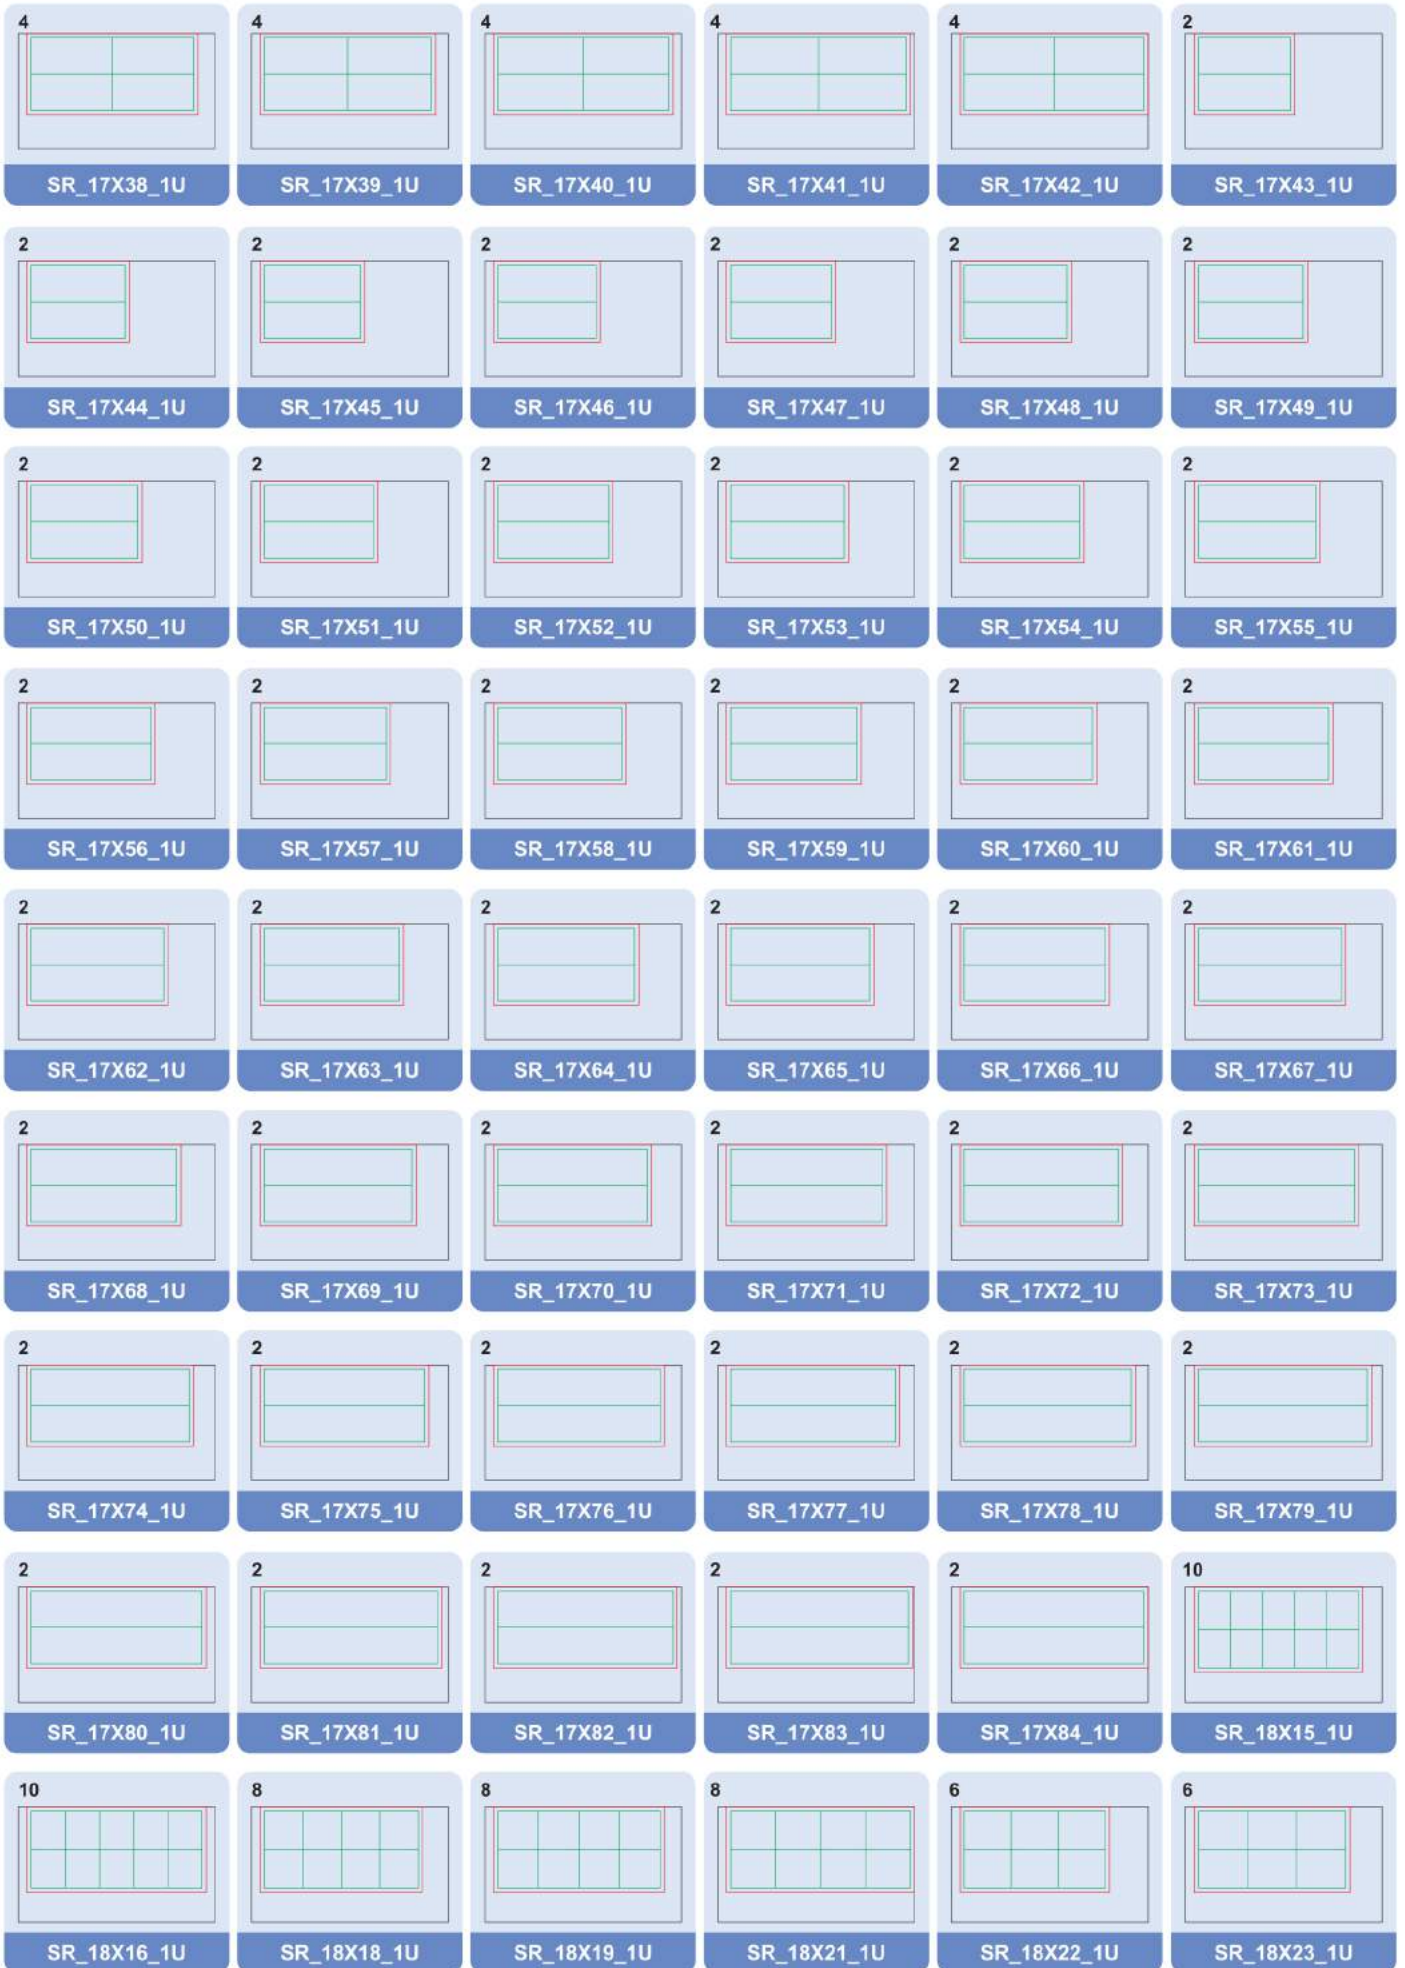 4 4 4 4 4 2
SR_17X38_1U SR_17X39_1U SR_17X40_1U SR_17X41_1U SR_17X42_1U SR_17X43_1U
2 2 2 2 2 2
SR_17X44_1U SR_17X45_1U SR_17X46_1U SR_17X47_1U SR_17X48_1U SR_17X49_1U
2 2 2 2 2 2
SR_17X50_1U SR_17X51_1U SR_17X52_1U SR_17X53_1U SR_17X54_1U SR_17X55_1U
2 2 2 2 2 2
SR_17X56_1U SR_17X57_1U SR_17X58_1U SR_17X59_1U SR_17X60_1U SR_17X61_1U
2 2 2 2 2 2
SR_17X62_1U SR_17X63_1U SR_17X64_1U SR_17X65_1U SR_17X66_1U SR_17X67_1U
2 2 2 2 2 2
SR_17X68_1U SR_17X69_1U SR_17X70_1U SR_17X71_1U SR_17X72_1U SR_17X73_1U
2 2 2 2 2 2
SR_17X74_1U SR_17X75_1U SR_17X76_1U SR_17X77_1U SR_17X78_1U SR_17X79_1U
2 2 2 2 2 10
SR_17X80_1U SR_17X81_1U SR_17X82_1U SR_17X83_1U SR_17X84_1U SR_18X15_1U
10 8 8 8 6 6
SR_18X16_1U SR_18X18_1U SR_18X19_1U SR_18X21_1U SR_18X22_1U SR_18X23_1U